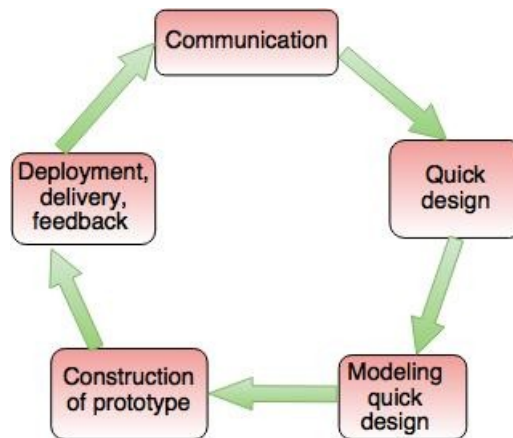 Communication
Quick
design
Modeling
quick
design
Construction
of prototype
Deployment,
delivery,
feedback